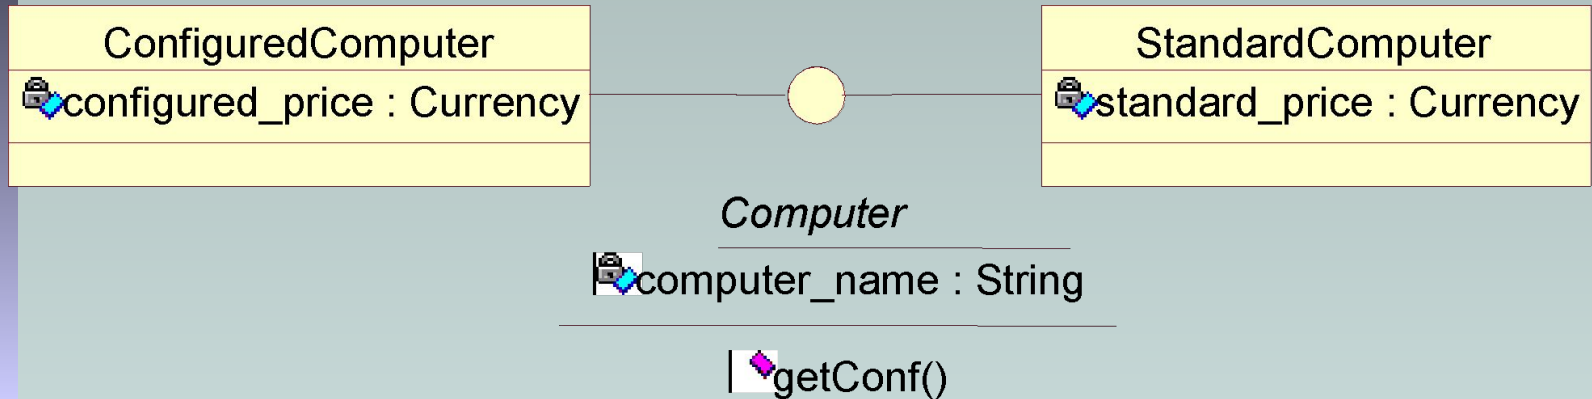 ConfiguredComputer
configured_price : Currency
StandardComputer
standard_price : Currency
Computer
computer_name : String
getConf()